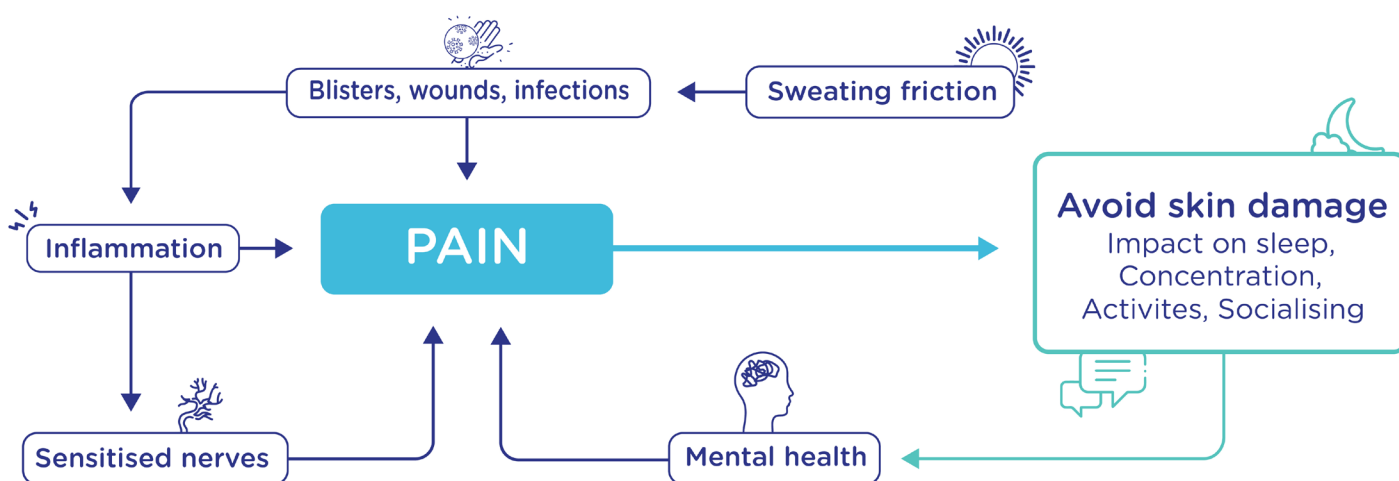 Blisters, wounds, infections
Sweating friction
Inflammation
PAIN
Avoid skin damage
Impact on sleep,
Concentration,
Activites, Socialising
Sensitised nerves
Mental health